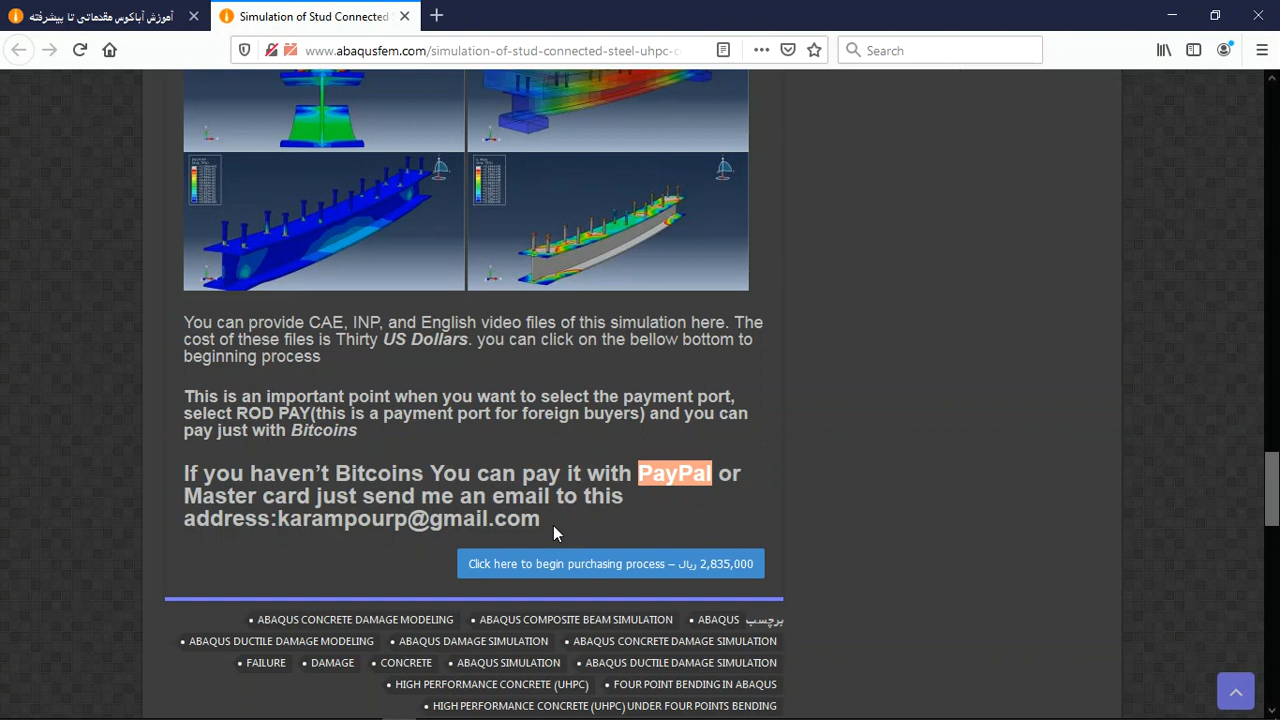 آموزش آباکوس مقدماتی تا پیشرفته
Simulation of Stud Connected S
www.abaqusfem.com/simulation-of-stud-connected-steel-uhpc-c
Search
You can provide CAE, INP, and English video files of this simulation here. The
cost of these files is Thirty US Dollars. you can click on the bellow bottom to
beginning process
This is an important point when you want to select the payment port,
select ROD PAY(this is a payment port for foreign buyers) and you can
pay just with Bitcoins
If you haven’t Bitcoins You can pay it with PayPal or
Master card just send me an email to this
address:karampourp@gmail.com
Click here to begin purchasing process – 2,835,000 ریال
برچسب ABAQUS • ABAQUS COMPOSITE BEAM SIMULATION • ABAQUS CONCRETE DAMAGE MODELING •
ABAQUS CONCRETE DAMAGE SIMULATION • ABAQUS DAMAGE SIMULATION • ABAQUS DUCTILE DAMAGE MODELING •
ABAQUS DUCTILE DAMAGE SIMULATION • ABAQUS SIMULATION • CONCRETE • DAMAGE • FAILURE •
FOUR POINT BENDING IN ABAQUS • HIGH PERFORMANCE CONCRETE (UHPC) •
HIGH PERFORMANCE CONCRETE (UHPC) UNDER FOUR POINTS BENDING •